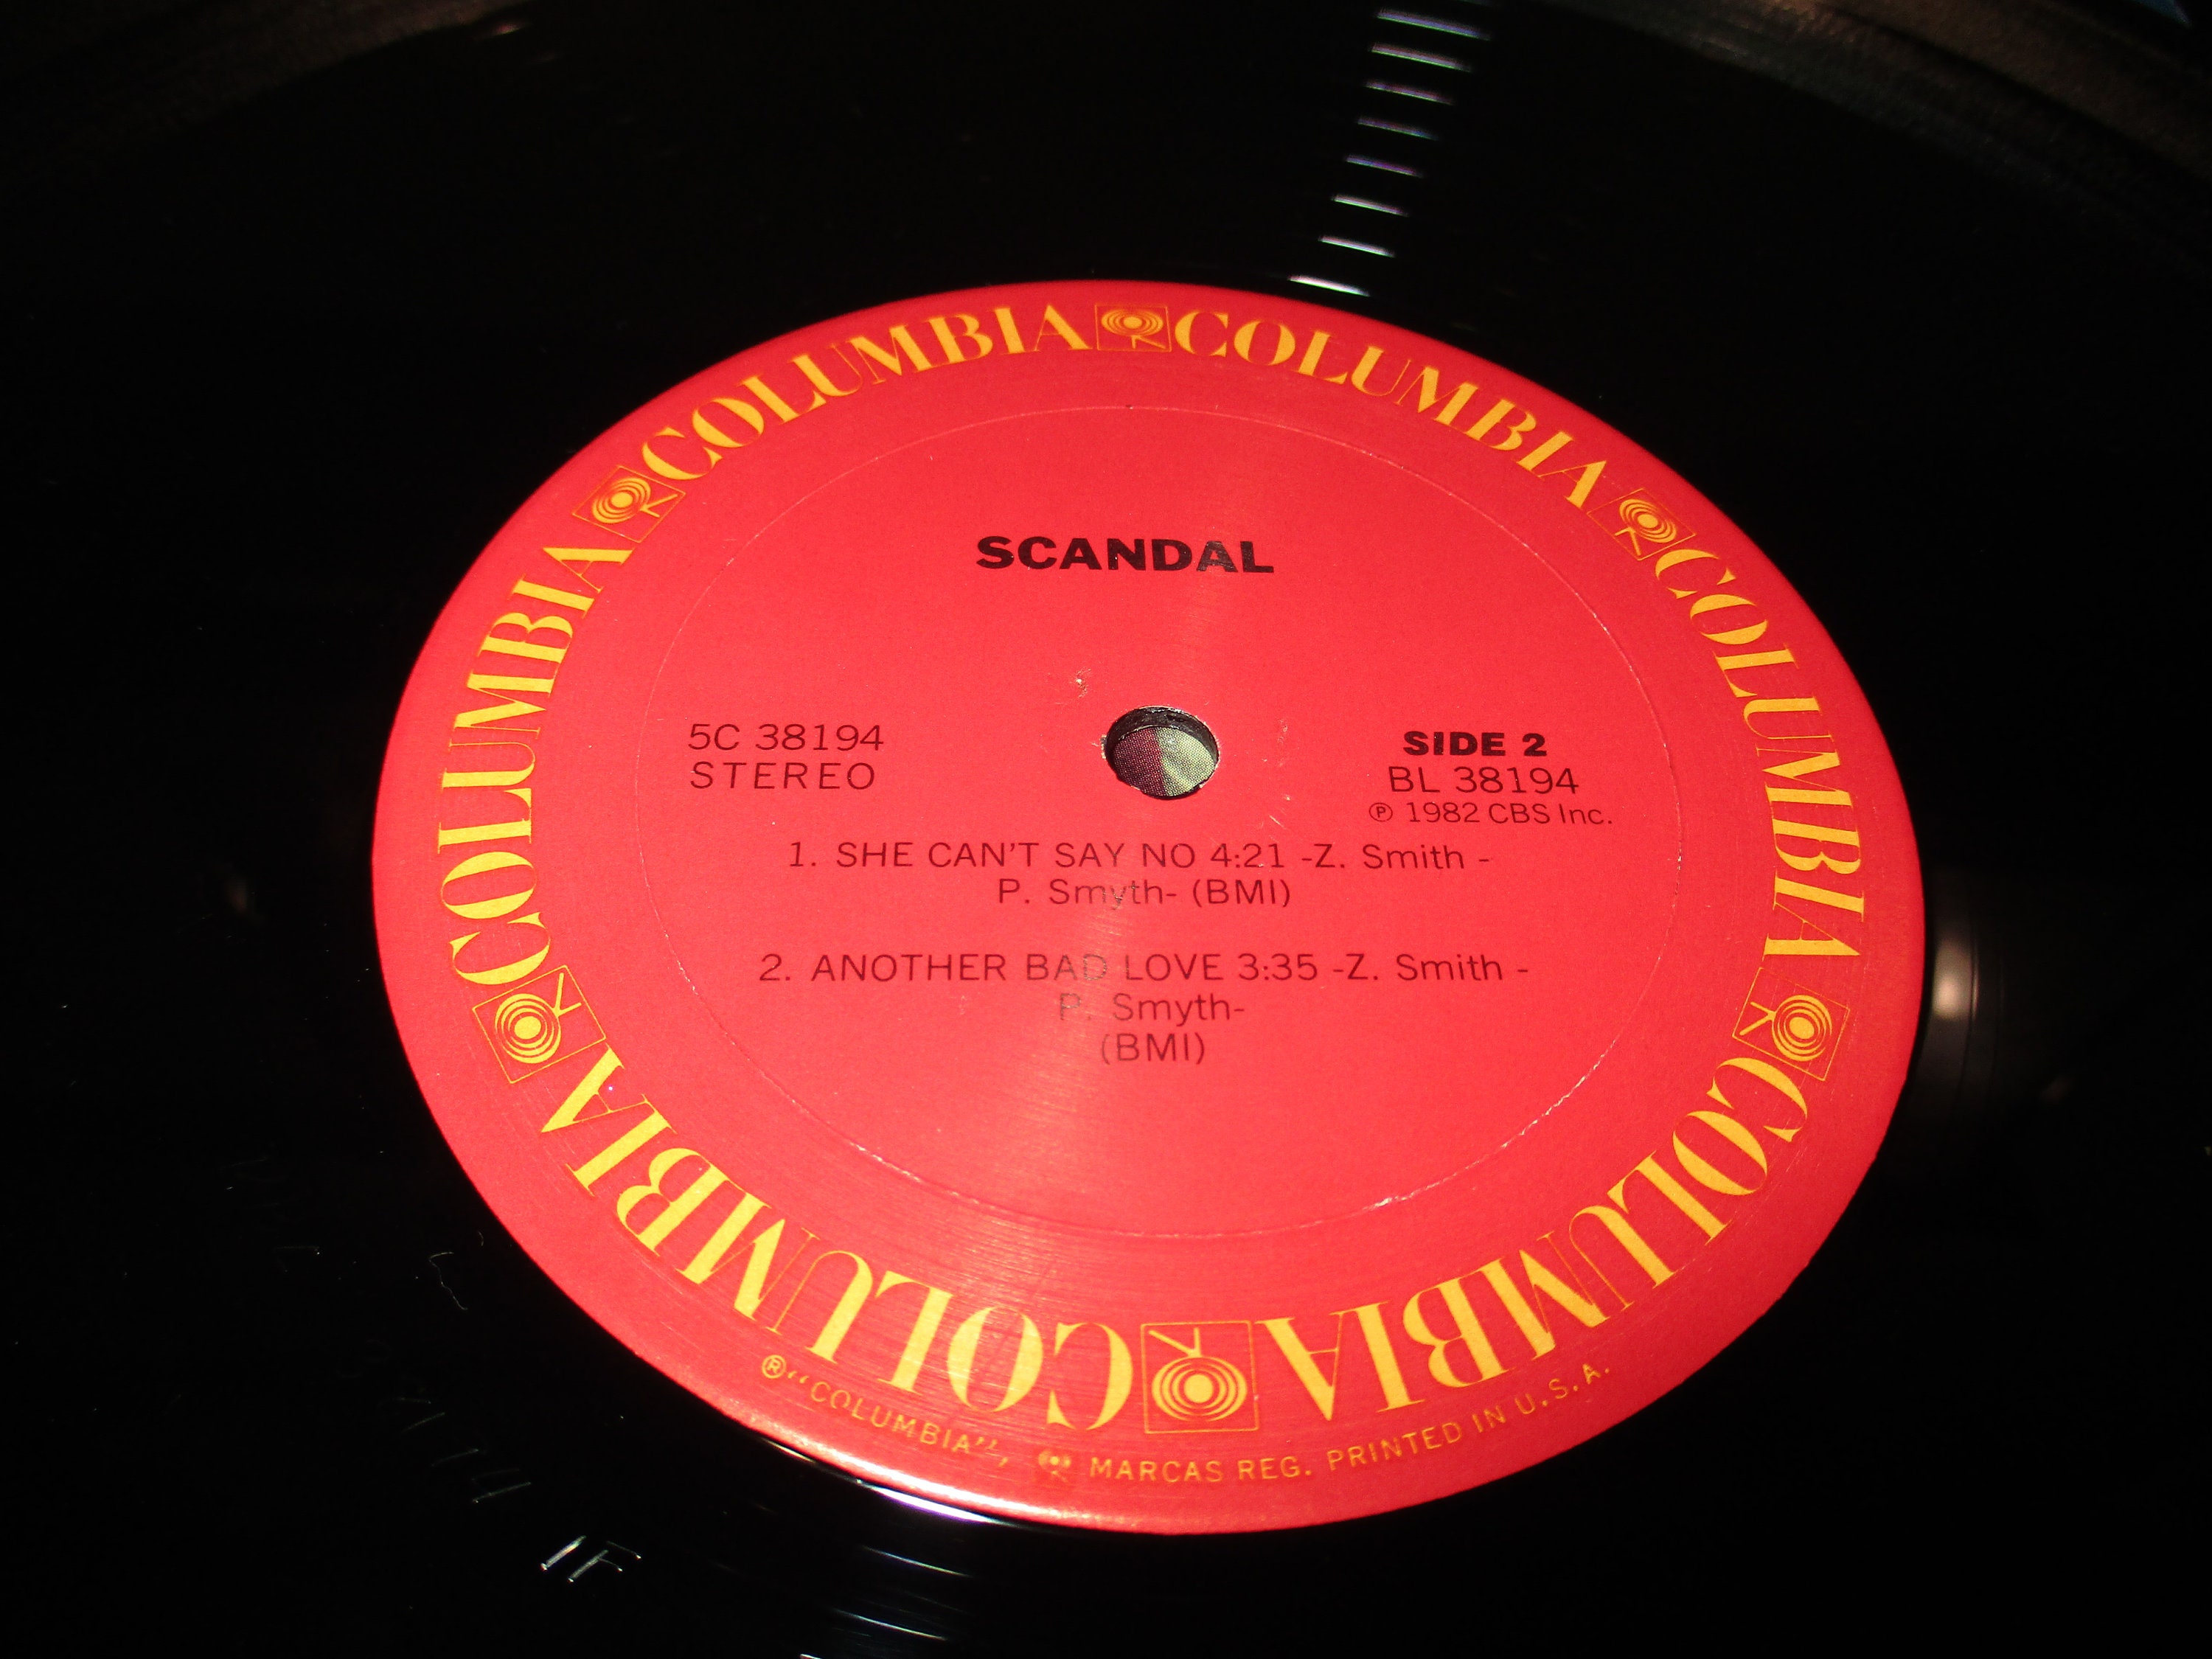 COLUMBIA COLUMBIA COLUMBIA COLUMBIA COLUMBIA COLUMBIA
SCANDAL
5C 38194
STEREO
SIDE 2
BL 38194
℗ 1982 CBS Inc.
1. SHE CAN'T SAY NO 4:21 -Z. Smith -
P. Smyth- (BMI)
2. ANOTHER BAD LOVE 3:35 -Z. Smith -
P. Smyth-
(BMI)
®“COLUMBIA”, MARCAS REG. PRINTED IN U.S.A.
1F